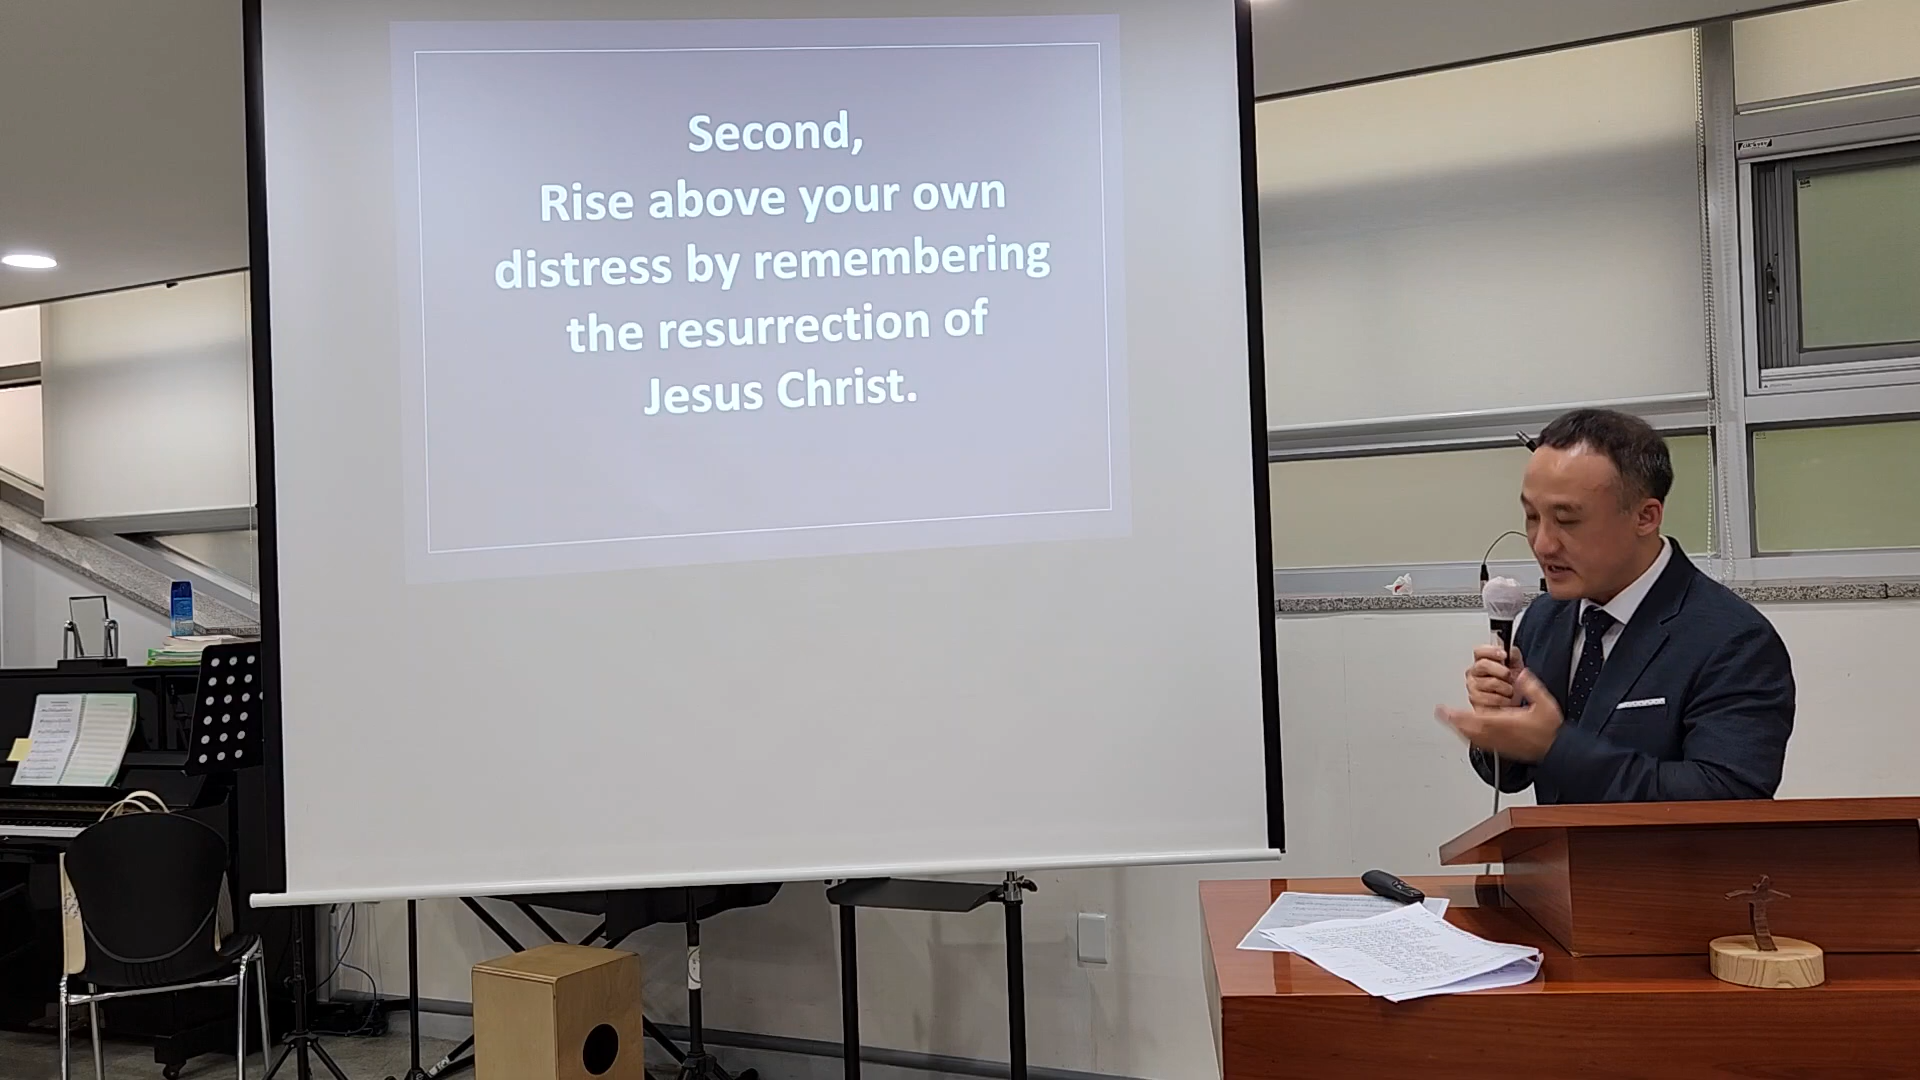 Second,
Rise above your own
distress by remembering
the resurrection of
Jesus Christ.